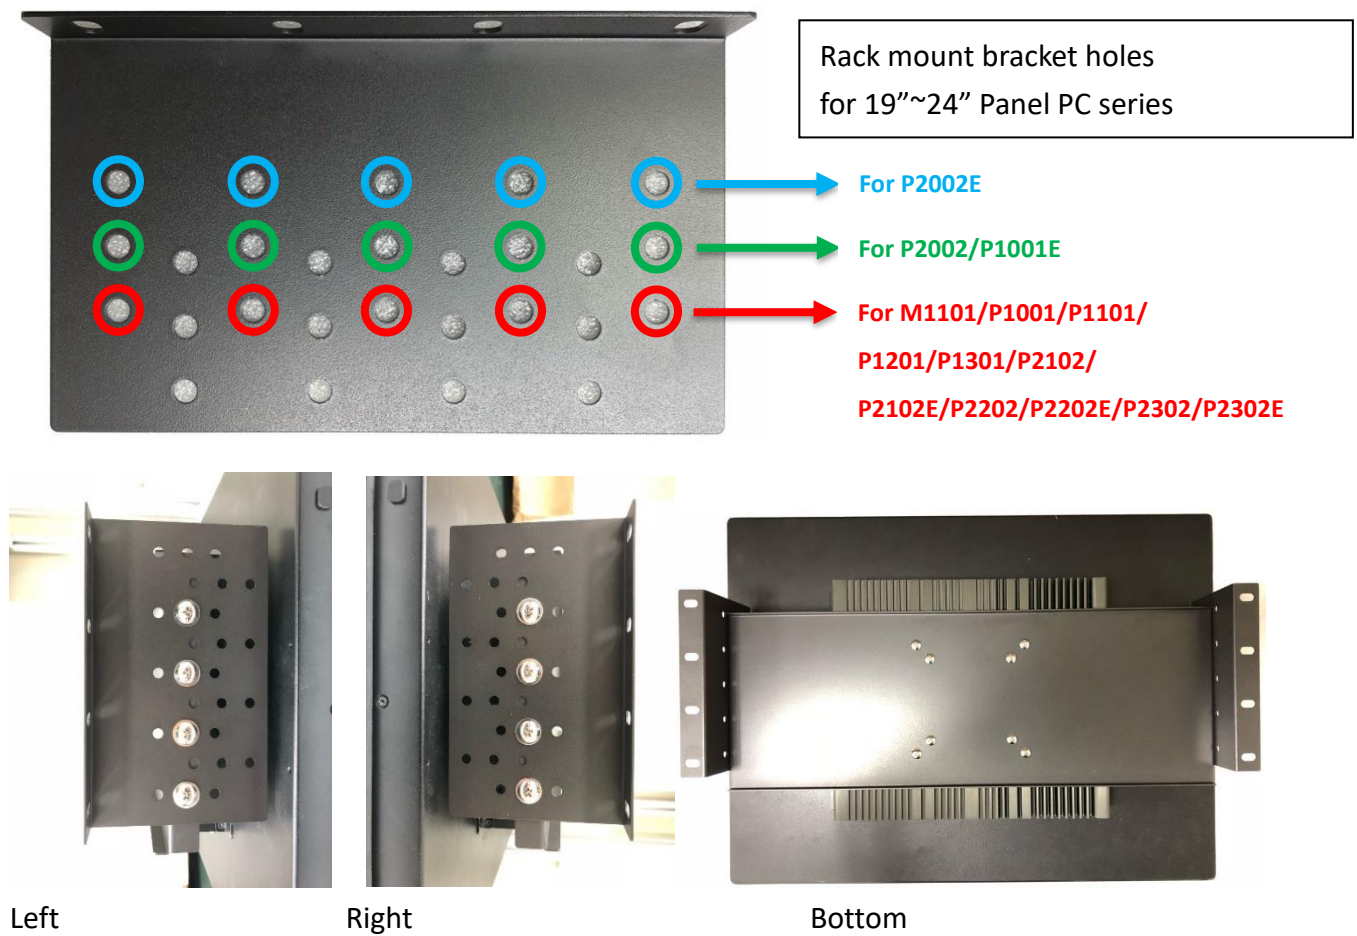 Rack mount bracket holes
for 19”~24” Panel PC series
For P2002E
For P2002/P1001E
For M1101/P1001/P1101/
P1201/P1301/P2102/
P2102E/P2202/P2202E/P2302/P2302E
Left
Right
Bottom